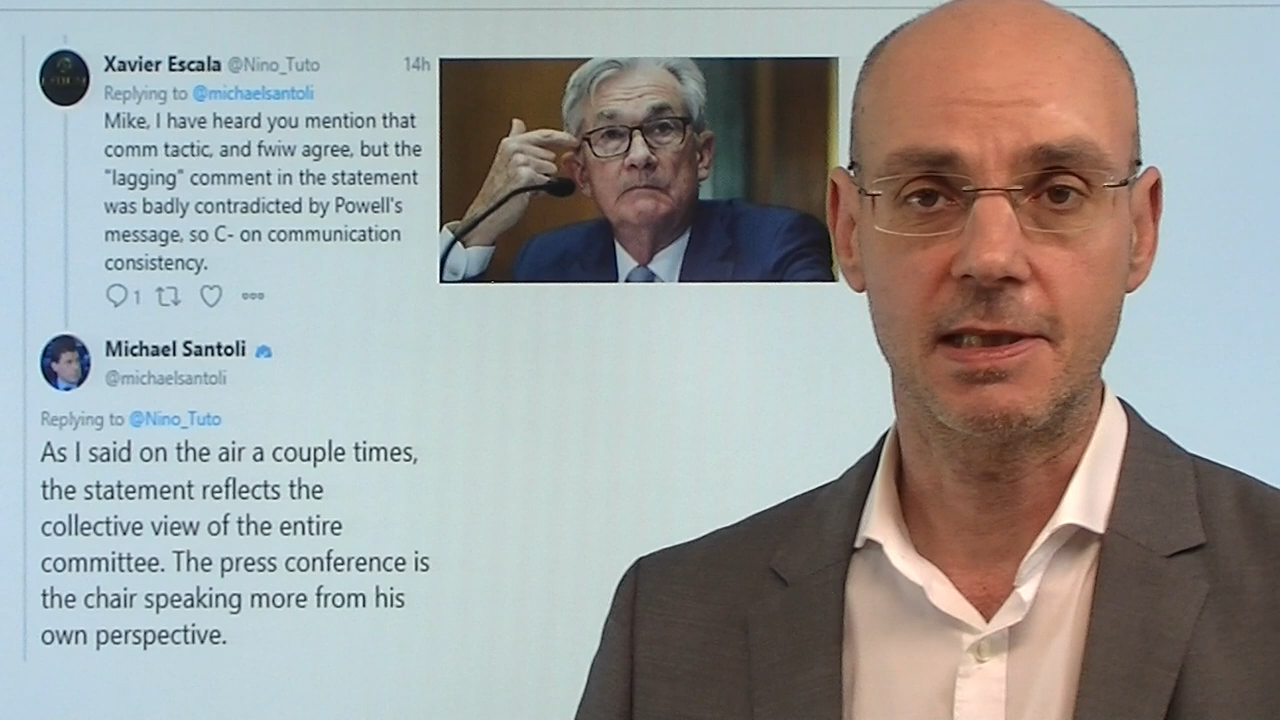 Xavier Escala @Nino_Tuto 14h
Replying to @michaelsantoli
Mike, I have heard you mention that
comm tactic, and fwiw agree, but the
"lagging" comment in the statement
was badly contradicted by Powell's
message, so C- on communication
consistency.
1
Michael Santoli
@michaelsantoli
Replying to @Nino_Tuto
As I said on the air a couple times,
the statement reflects the
collective view of the entire
committee. The press conference is
the chair speaking more from his
own perspective.